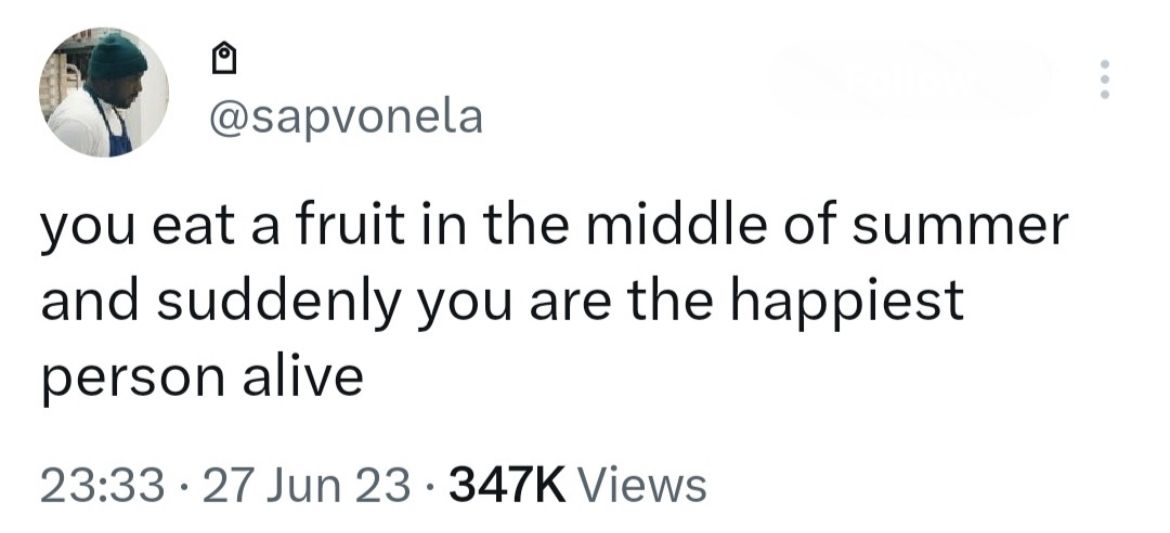 @sapvonela
you eat a fruit in the middle of summer
and suddenly you are the happiest
person alive
23:33 · 27 Jun 23 · 347K Views